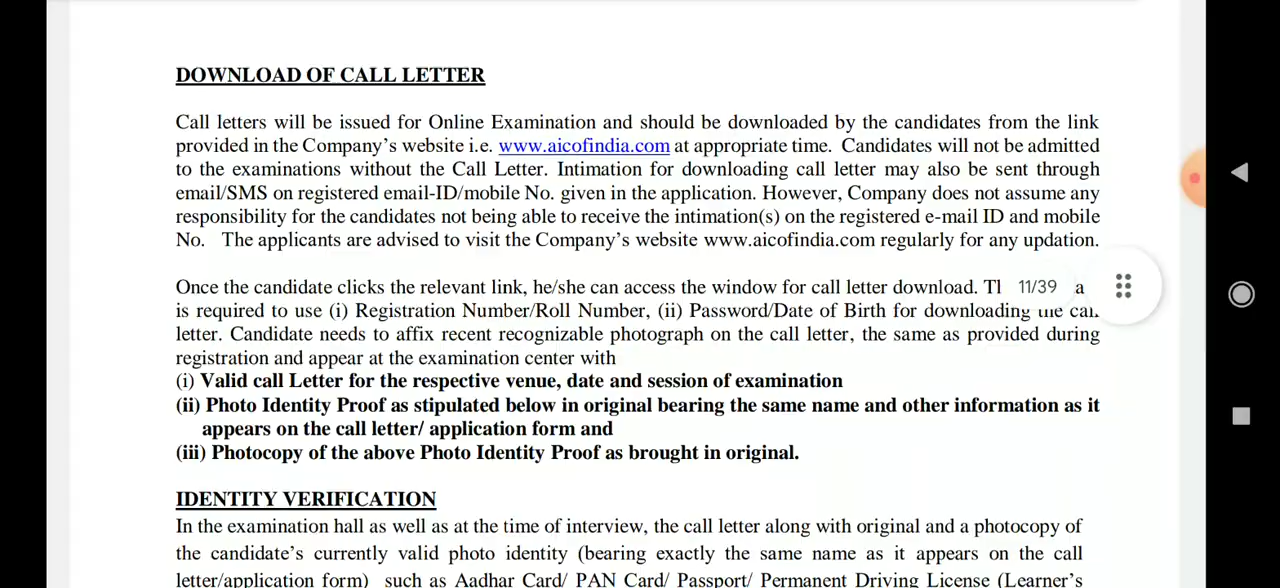 DOWNLOAD OF CALL LETTER
Call letters will be issued for Online Examination and should be downloaded by the candidates from the link
provided in the Company's website i.e. www.aicofindia.com at appropriate time. Candidates will not be admitted
to the examinations without the Call Letter. Intimation for downloading call letter may also be sent through
email/SMS on registered email-ID/mobile No. given in the application. However, Company does not assume any
responsibility for the candidates not being able to receive the intimation(s) on the registered e-mail ID and mobile
No. The applicants are advised to visit the Company's website www.aicofindia.com regularly for any updation.
Once the candidate clicks the relevant link, he/she can access the window for call letter download. 11/39
is required to use (i) Registration Number/Roll Number, (ii) Password/Date of Birth for downloading the call
letter. Candidate needs to affix recent recognizable photograph on the call letter, the same as provided during
registration and appear at the examination center with
(i) Valid call Letter for the respective venue, date and session of examination
(ii) Photo Identity Proof as stipulated below in original bearing the same name and other information as it
appears on the call letter/ application form and
(iii) Photocopy of the above Photo Identity Proof as brought in original.
IDENTITY VERIFICATION
In the examination hall as well as at the time of interview, the call letter along with original and a photocopy of
the candidate's currently valid photo identity (bearing exactly the same name as it appears on the call
letter/application form) such as Aadhar Card/ PAN Card/ Passport/ Permanent Driving License (Learner's